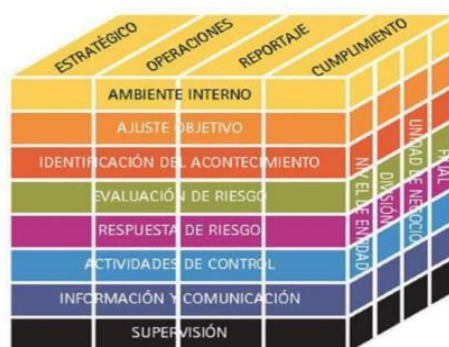 ESTRATÉGICO
OPERACIONES
REPORTAJE
CUMPLIMIENTO
AMBIENTE INTERNO
AJUSTE OBJETIVO
IDENTIFICACIÓN DEL ACONTECIMIENTO
EVALUACIÓN DE RIESGO
RESPUESTA DE RIESGO
ACTIVIDADES DE CONTROL
INFORMACIÓN Y COMUNICACIÓN
SUPERVISIÓN
NIVEL DE ENTIDAD
DIVISIÓN
UNIDAD DE NEGOCIO
FILIAL